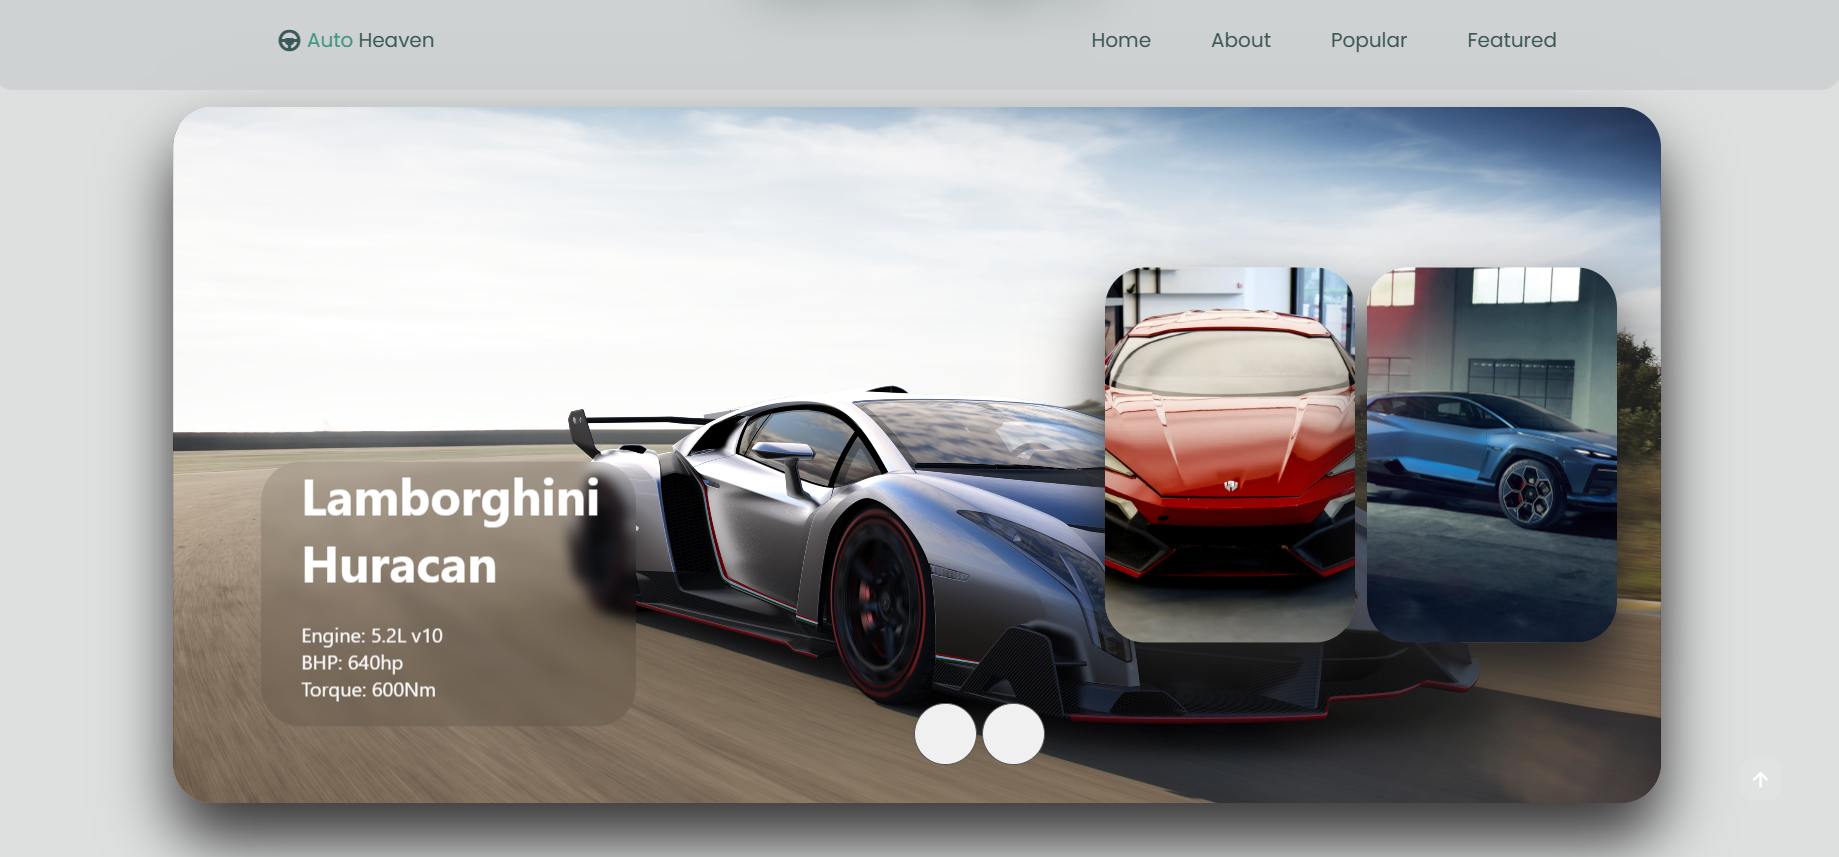 Auto Heaven
Home
About
Popular
Featured
Lamborghini
Huracan
Engine: 5.2L v10
BHP: 640hp
Torque: 600Nm